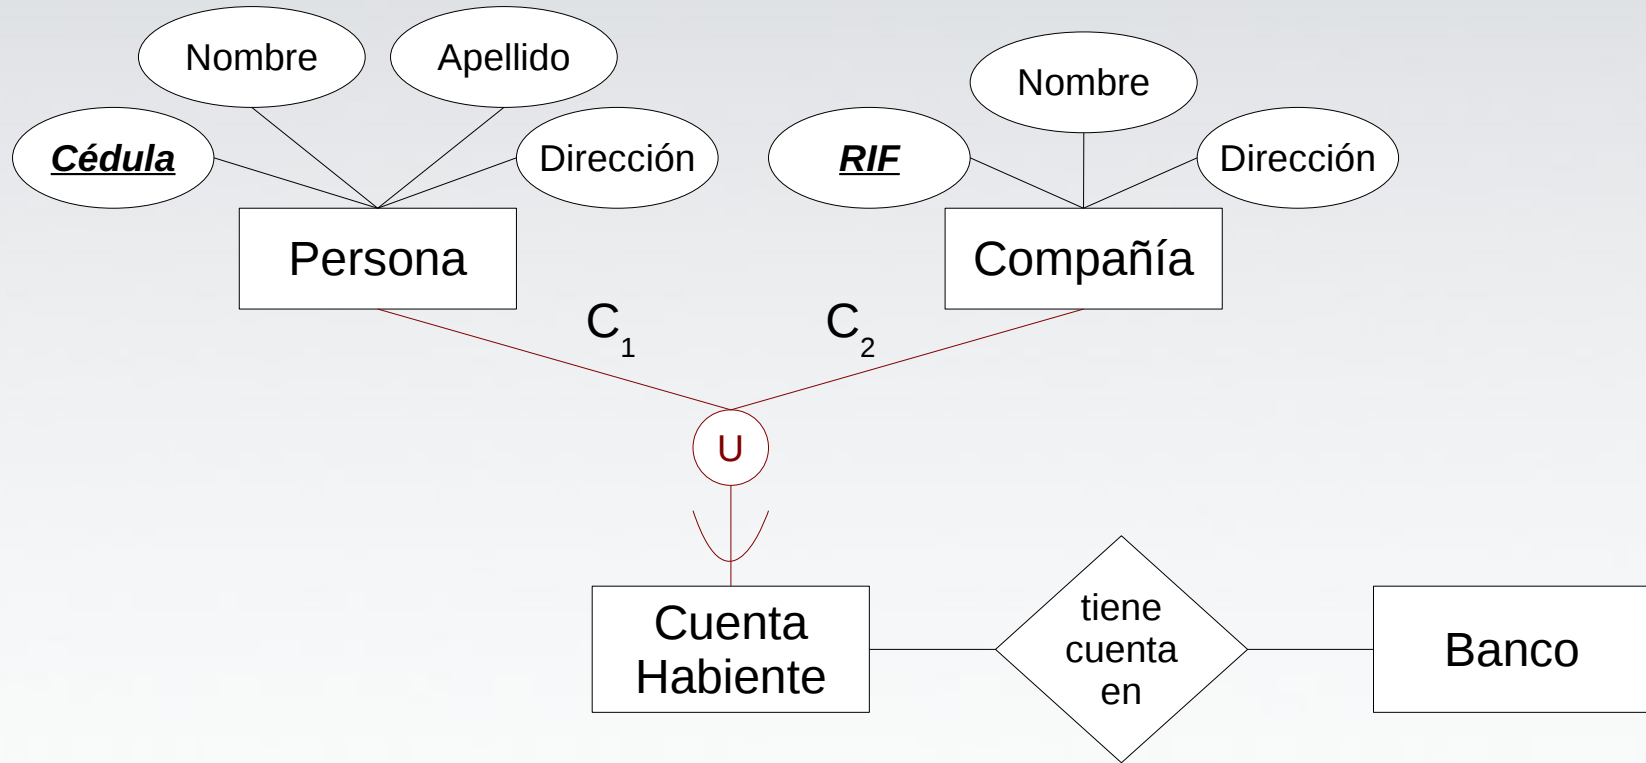 Nombre
Apellido
Nombre
Cédula
Dirección
RIF
Dirección
Persona
Compañía
C1
C2
U
Cuenta
Habiente
tiene
cuenta
en
Banco